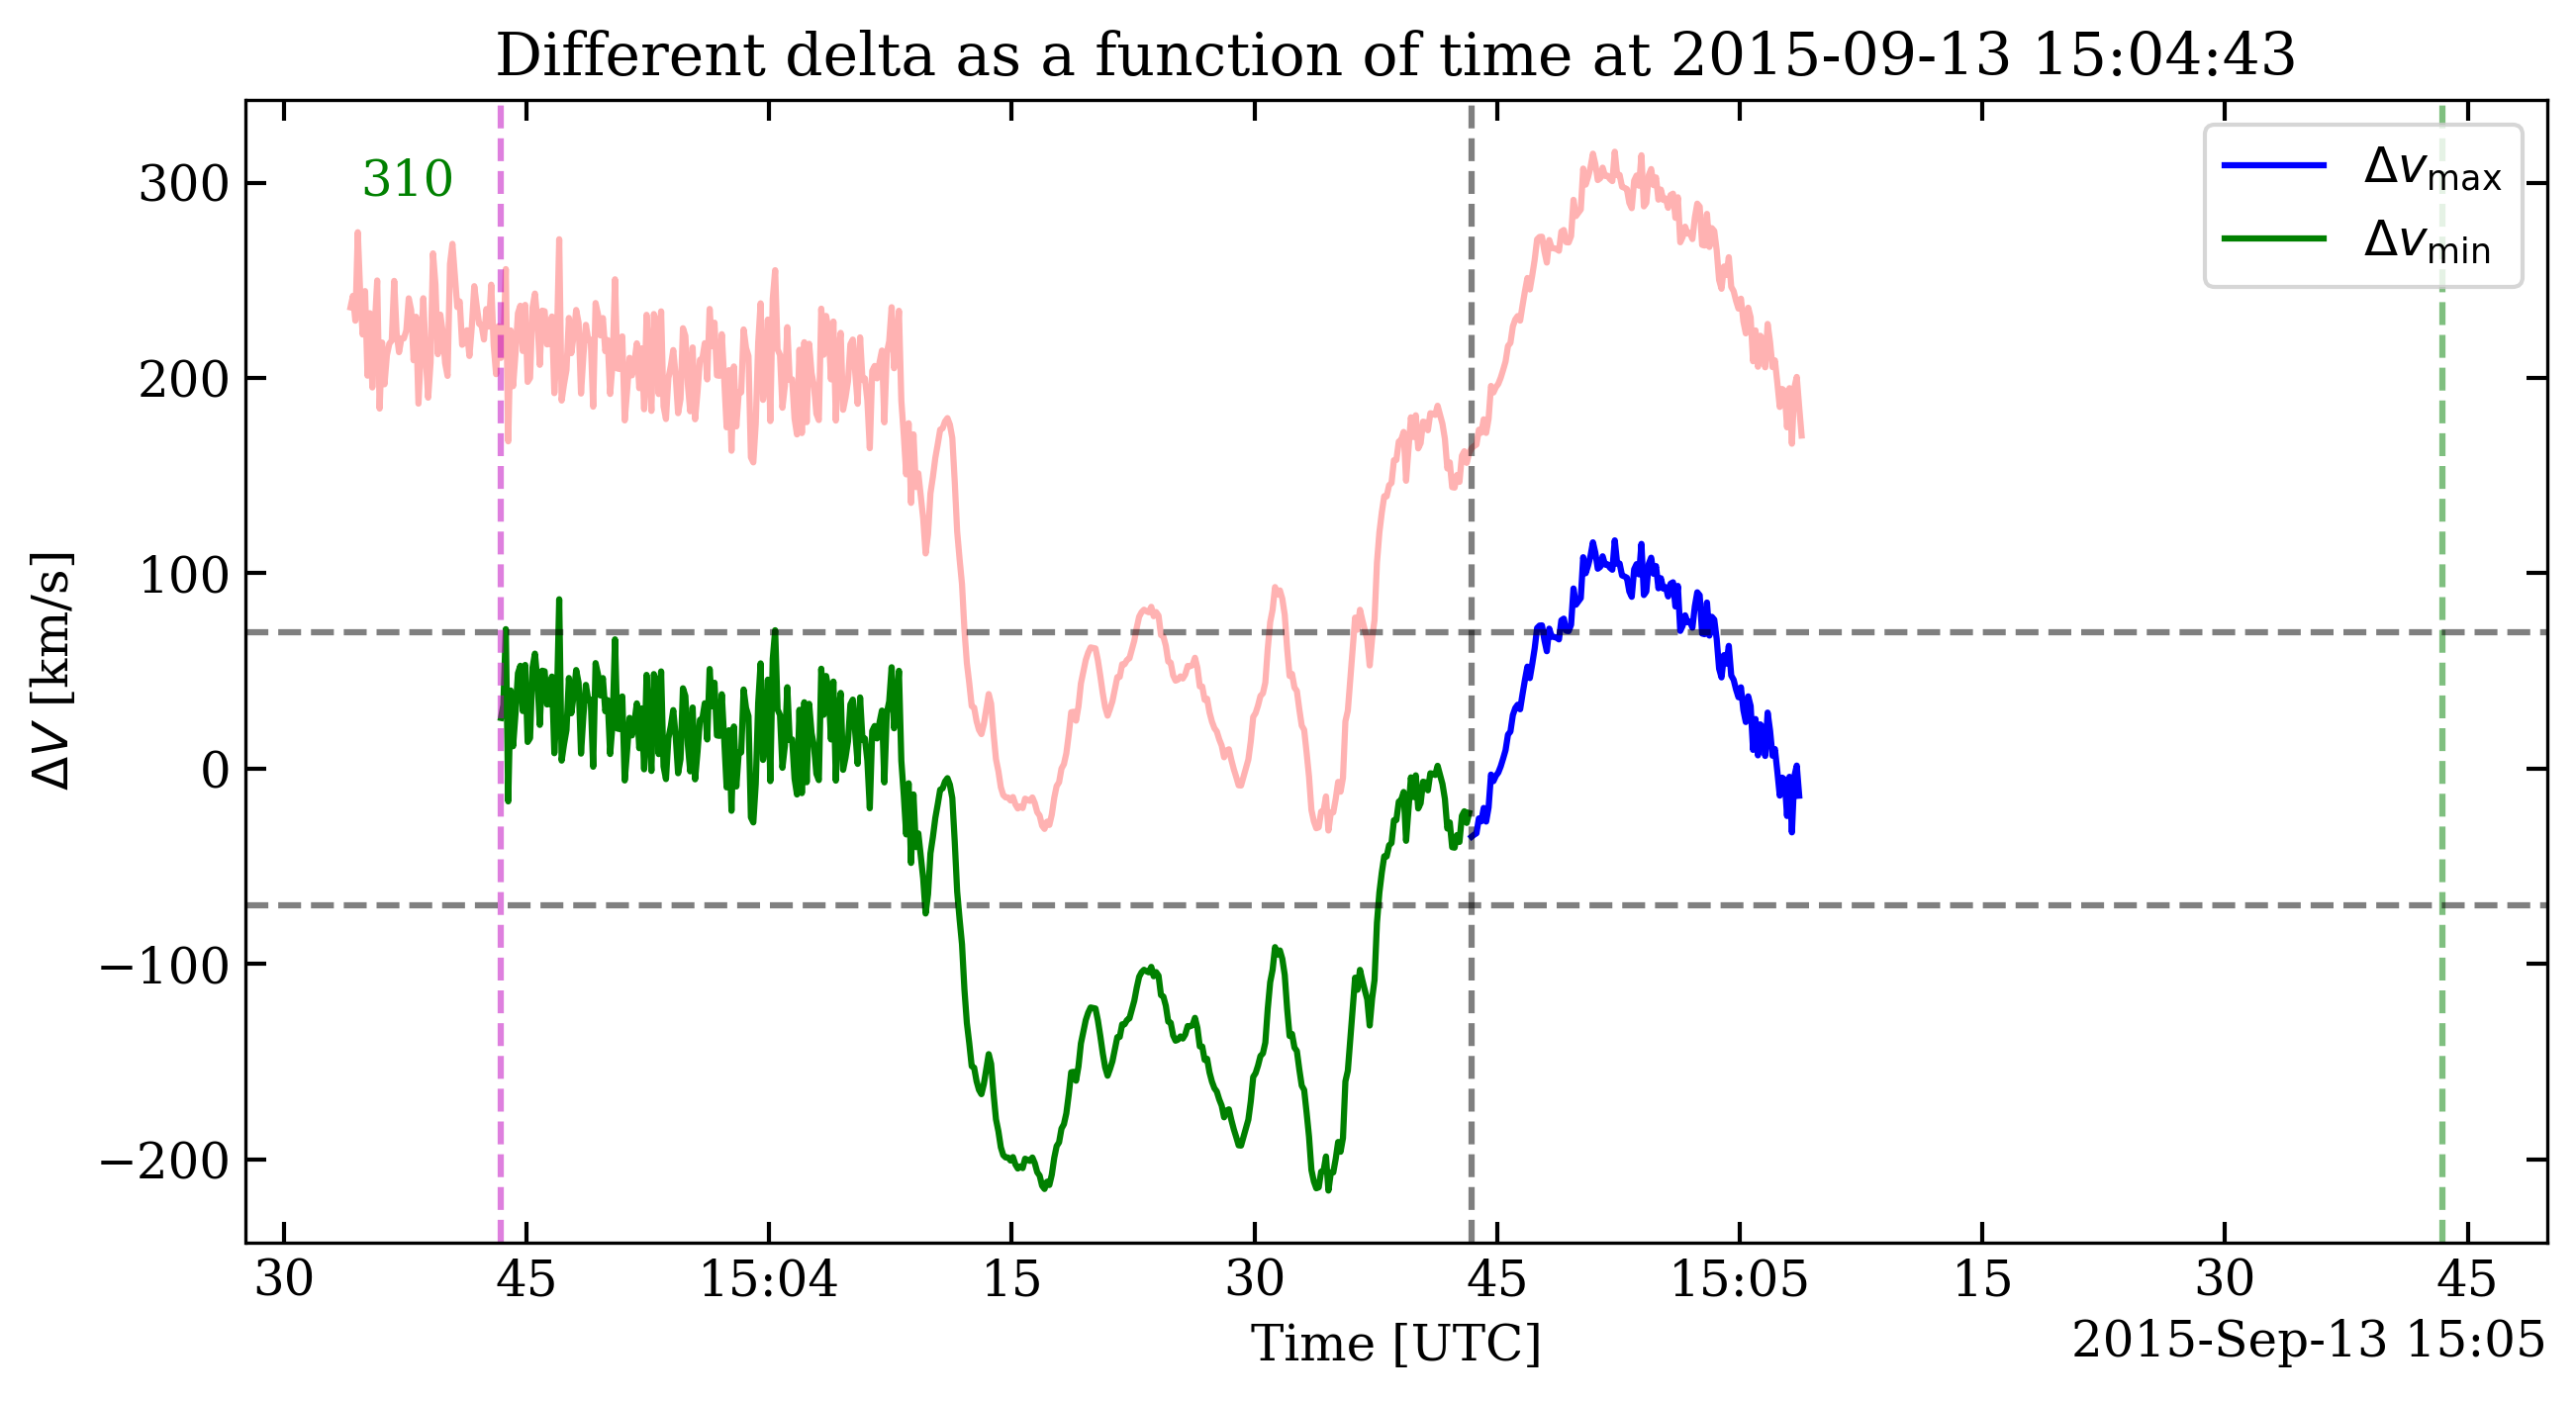 Different delta as a function of time at 2015-09-13 15:04:43
310
Δv_max
Δv_min
300
200
100
0
−100
−200
ΔV [km/s]
30 45 15:04 15 30 45 15:05 15 30 45
Time [UTC]
2015-Sep-13 15:05